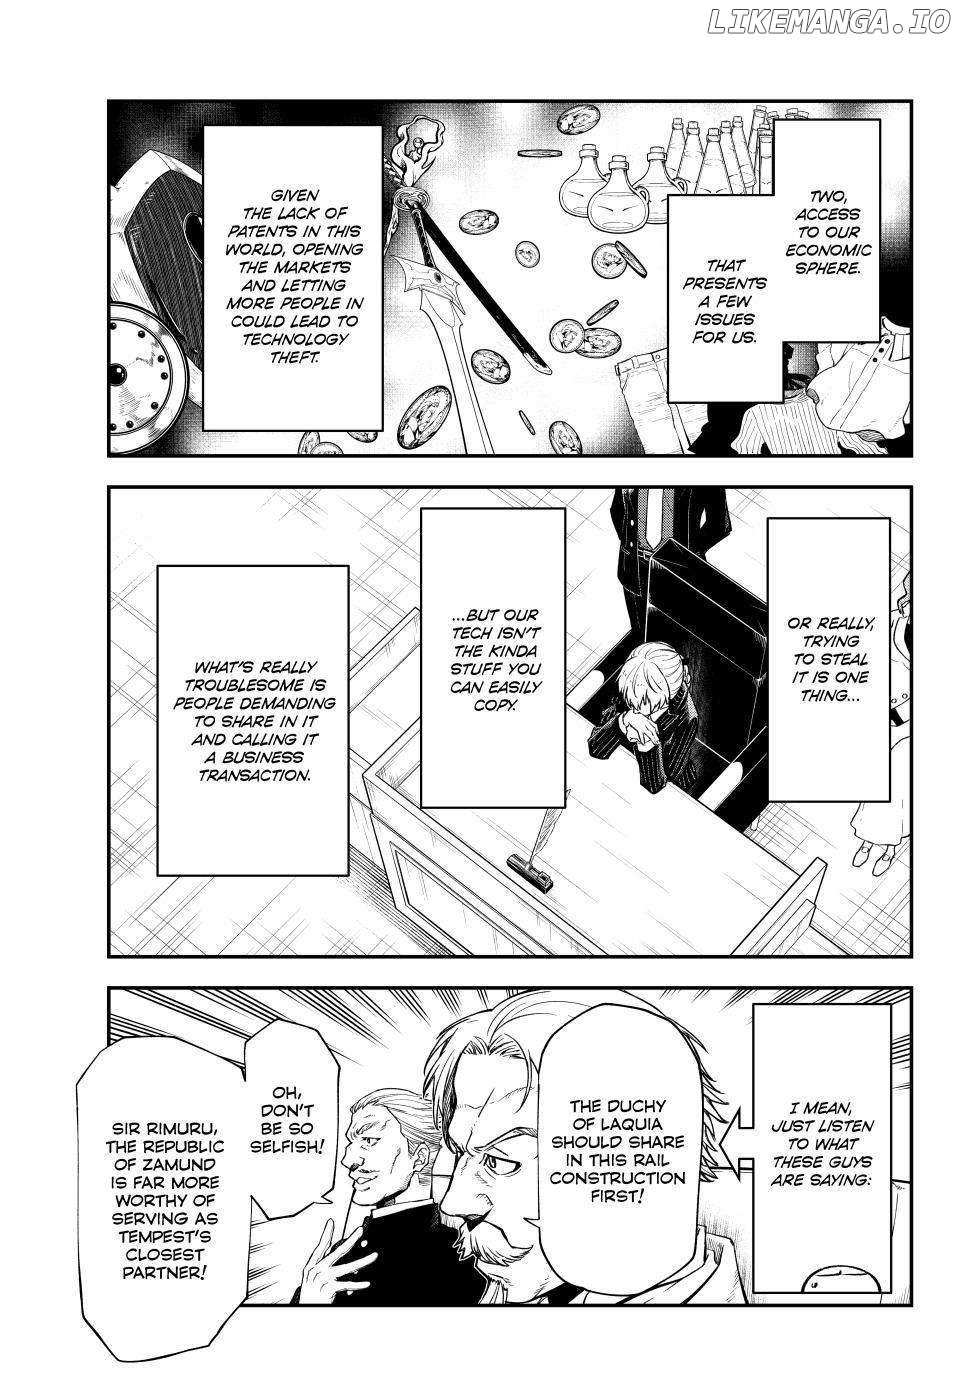 LIKEMANGA.IO
TWO,
ACCESS
TO OUR
ECONOMIC
SPHERE.
THAT
PRESENTS
A FEW
ISSUES
FOR US.
GIVEN
THE LACK OF
PATENTS IN THIS
WORLD, OPENING
THE MARKETS
AND LETTING
MORE PEOPLE IN
COULD LEAD TO
TECHNOLOGY
THEFT.
OR REALLY,
TRYING
TO STEAL
IT IS ONE
THING...
...BUT OUR
TECH ISN'T
THE KINDA
STUFF YOU
CAN EASILY
COPY.
WHAT'S REALLY
TROUBLESOME IS
PEOPLE DEMANDING
TO SHARE IN IT
AND CALLING IT
A BUSINESS
TRANSACTION.
I MEAN,
JUST LISTEN
TO WHAT
THESE GUYS
ARE SAYING:
THE DUCHY
OF LAQUIA
SHOULD SHARE
IN THIS RAIL
CONSTRUCTION
FIRST!
OH,
DON'T
BE SO
SELFISH!
SIR RIMURU,
THE REPUBLIC
OF ZAMUND
IS FAR MORE
WORTHY OF
SERVING AS
TEMPEST'S
CLOSEST
PARTNER!